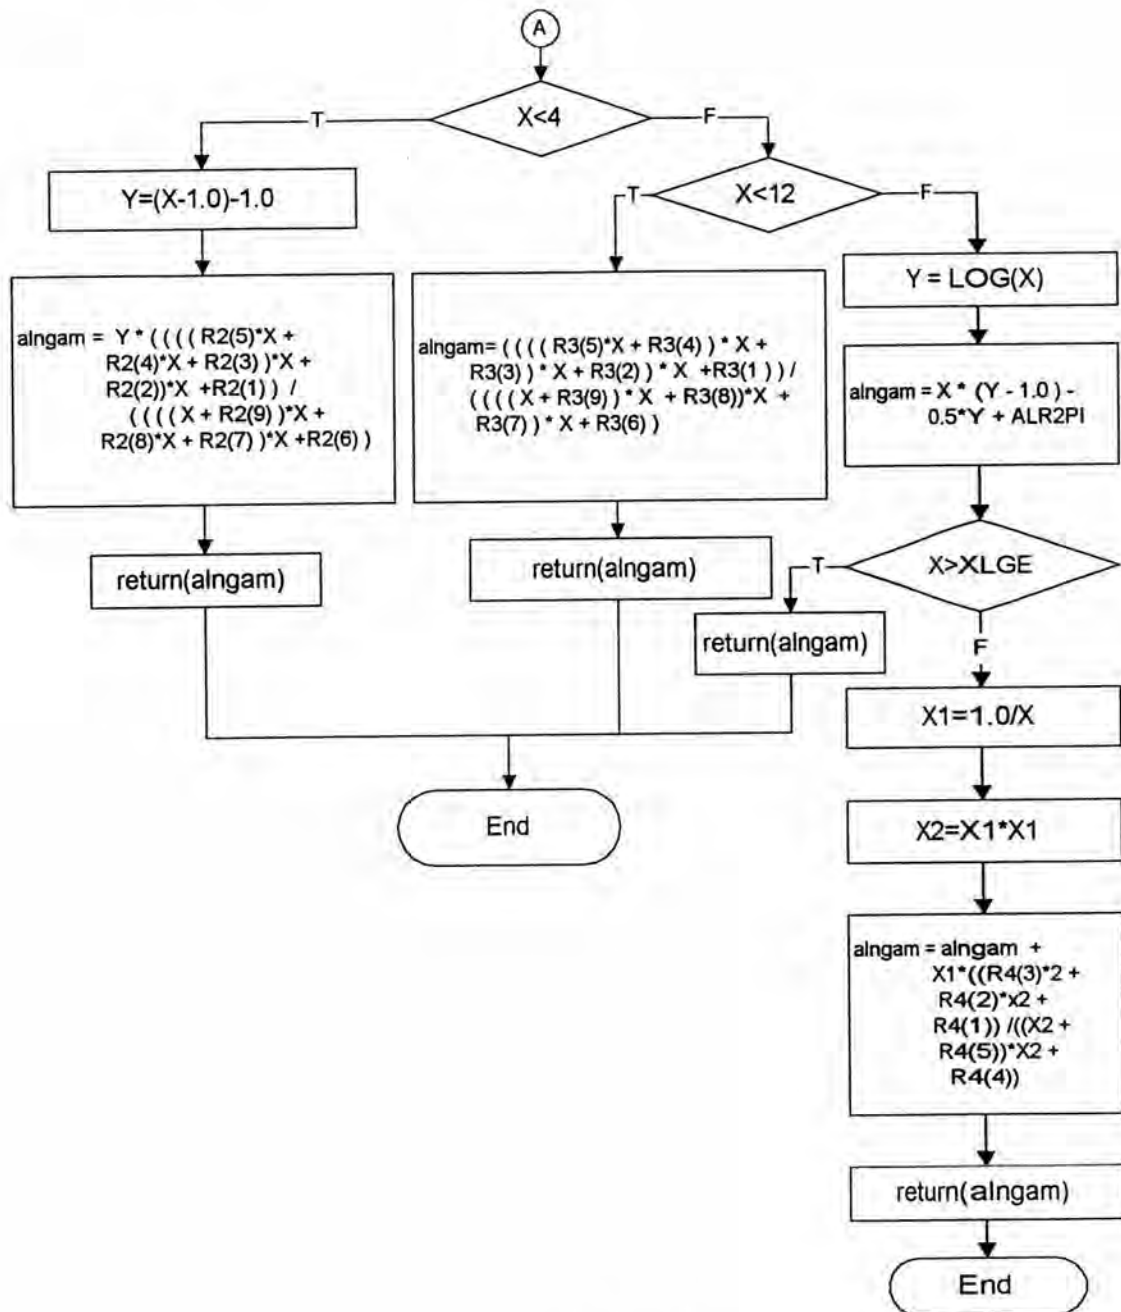 A
X<4
T
F
Y=(X-1.0)-1.0
X<12
T
F
alngam = Y * ( ( ( ( R2(5)*X +
R2(4)*X + R2(3) )*X +
R2(2))*X +R2(1) ) /
( ( ( ( X + R2(9) )*X +
R2(8)*X + R2(7) )*X +R2(6) )
alngam= ( ( ( ( R3(5)*X + R3(4) ) * X +
R3(3) ) * X + R3(2) ) * X +R3(1 ) ) /
( ( ( ( X + R3(9) ) * X + R3(8))*X +
R3(7) ) * X + R3(6) )
Y = LOG(X)
alngam = X * (Y - 1.0 ) -
0.5*Y + ALR2PI
return(alngam)
return(alngam)
X>XLGE
T
F
return(alngam)
X1=1.0/X
End
X2=X1*X1
alngam = alngam +
X1*((R4(3)*2 +
R4(2)*x2 +
R4(1)) /((X2 +
R4(5))*X2 +
R4(4))
return(alngam)
End